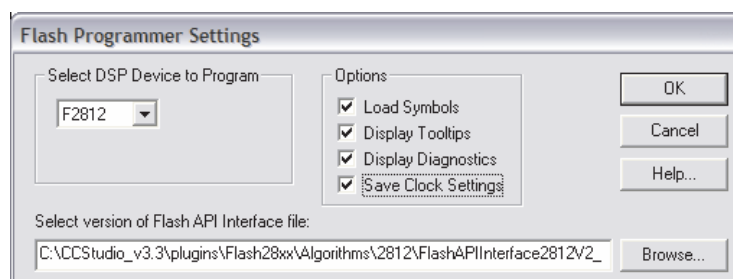 Flash Programmer Settings
Select DSP Device to Program
F2812
Options
Load Symbols
Display Tooltips
Display Diagnostics
Save Clock Settings
OK
Cancel
Help...
Select version of Flash API Interface file:
C:\CCStudio_v3.3\plugins\Flash28xx\Algorithms\2812\FlashAPIInterface2812V2_
Browse...